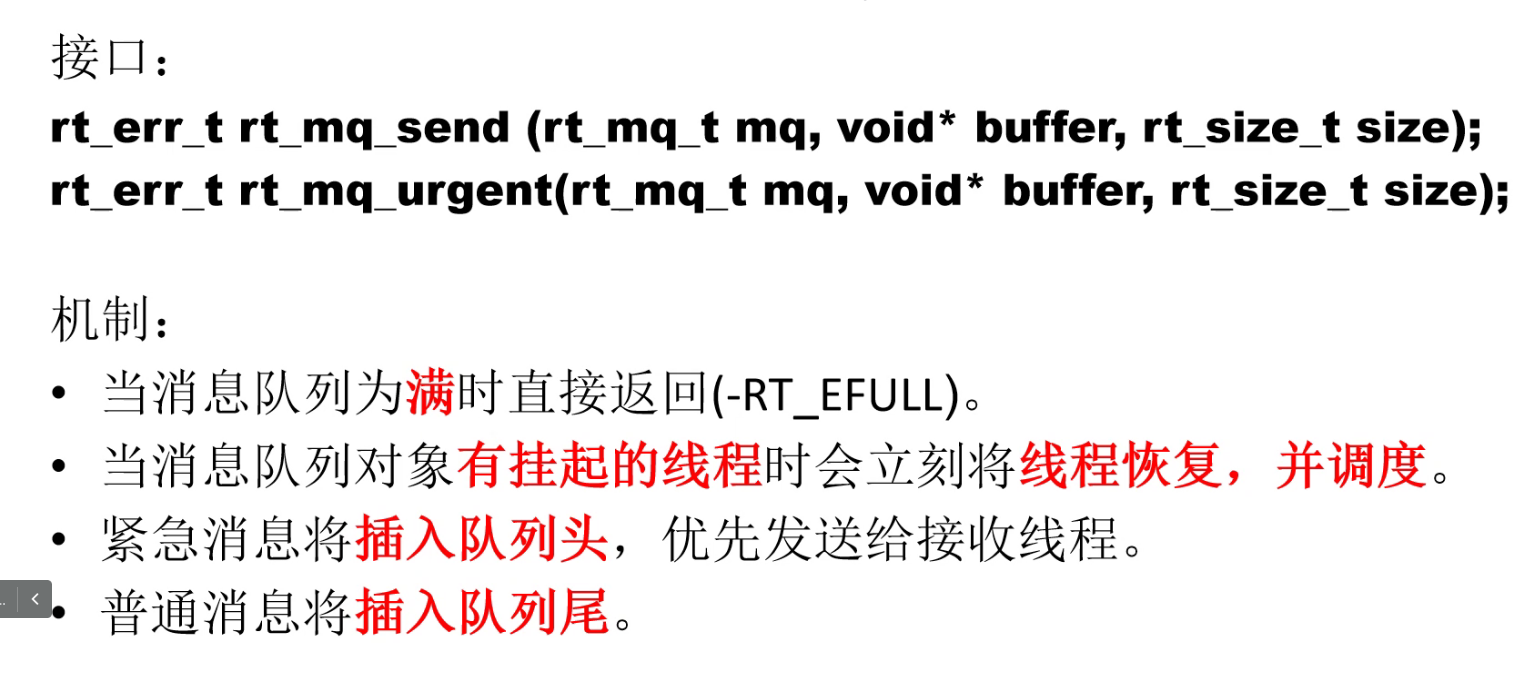 接口：
rt_err_t rt_mq_send (rt_mq_t mq, void* buffer, rt_size_t size);
rt_err_t rt_mq_urgent(rt_mq_t mq, void* buffer, rt_size_t size);
机制：
• 当消息队列为满时直接返回(-RT_EFULL)。
• 当消息队列对象有挂起的线程时会立刻将线程恢复，并调度。
• 紧急消息将插入队列头，优先发送给接收线程。
• 普通消息将插入队列尾。